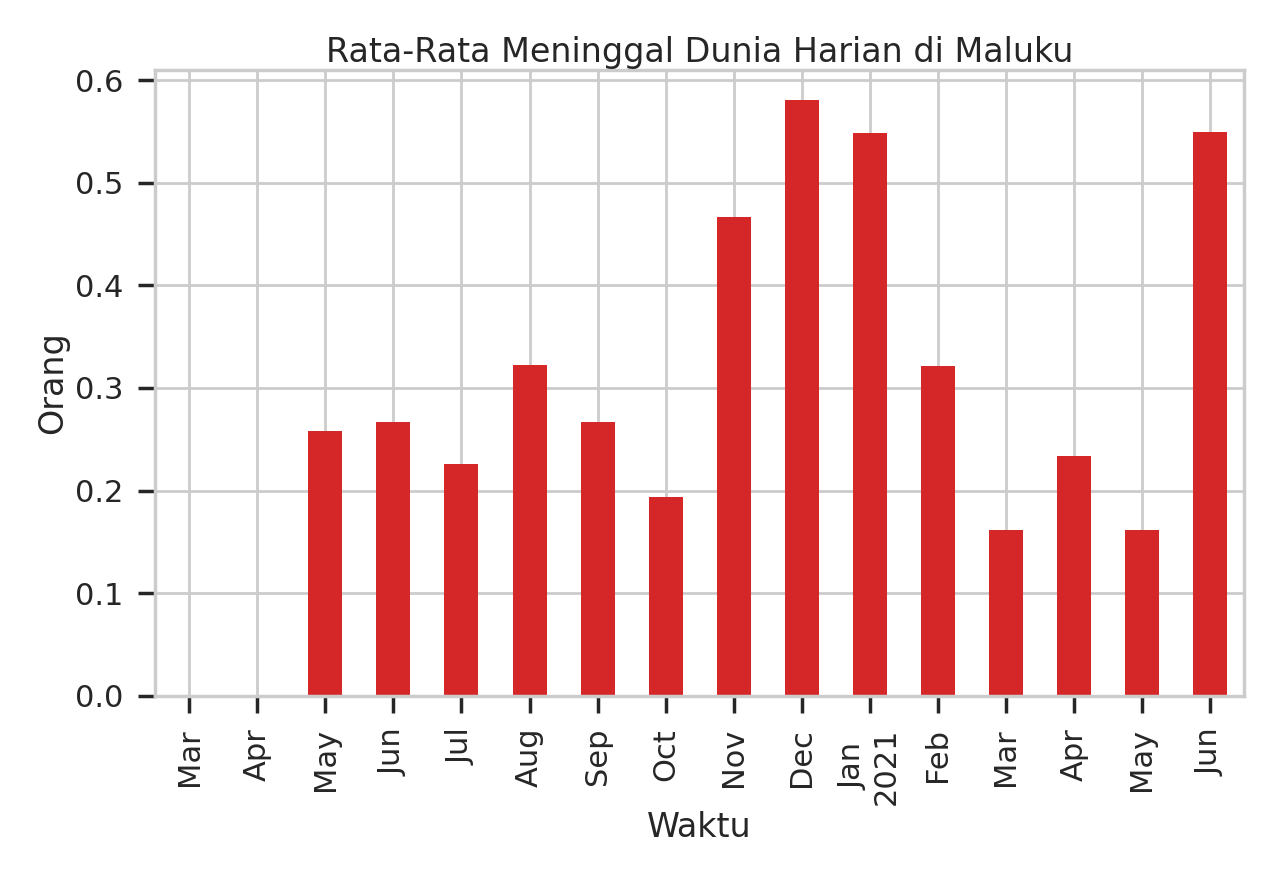 Rata-Rata Meninggal Dunia Harian di Maluku
0.6
0.5
0.4
0.3
0.2
0.1
0.0
Orang
Mar
Apr
May
Jun
Jul
Aug
Sep
Oct
Nov
Dec
Jan
2021
Feb
Mar
Apr
May
Jun
Waktu